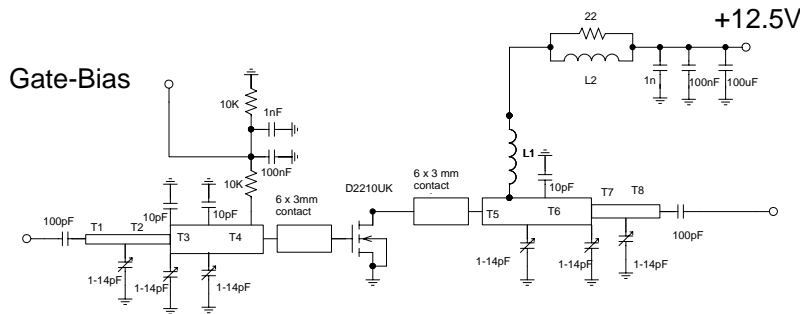 22
+12.5V
Gate-Bias
1n
100nF
100uF
L2
10K
1nF
L1
100nF
6 x 3 mm
contact
D2210UK
10K
6 x 3mm
contact
10pF
T7
T8
100pF
T1
T2
10pF
10pF
T3
T4
T5
T6
100pF
1-14pF
1-14pF
1-14pF
1-14pF
1-14pF
1-14pF